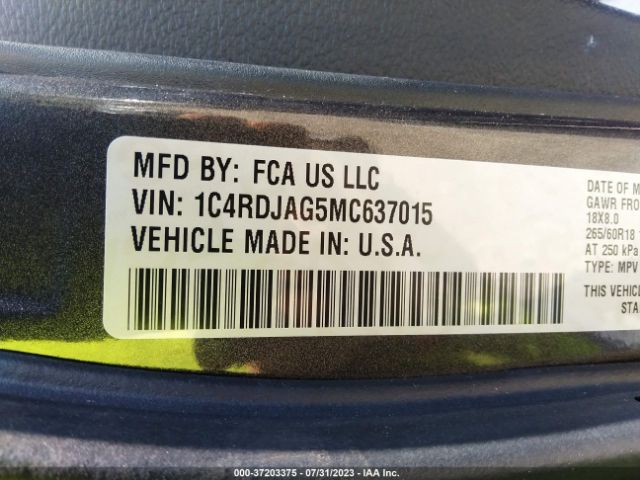 MFD BY: FCA US LLC
VIN: 1C4RDJAG5MC637015
VEHICLE MADE IN: U.S.A.
DATE OF M
GAWR FRO
18X8.0
265/60R18
AT 250 kPa
TYPE: MPV
THIS VEHICL
STA
000-37203375 - 07/31/2023 - IAA Inc.